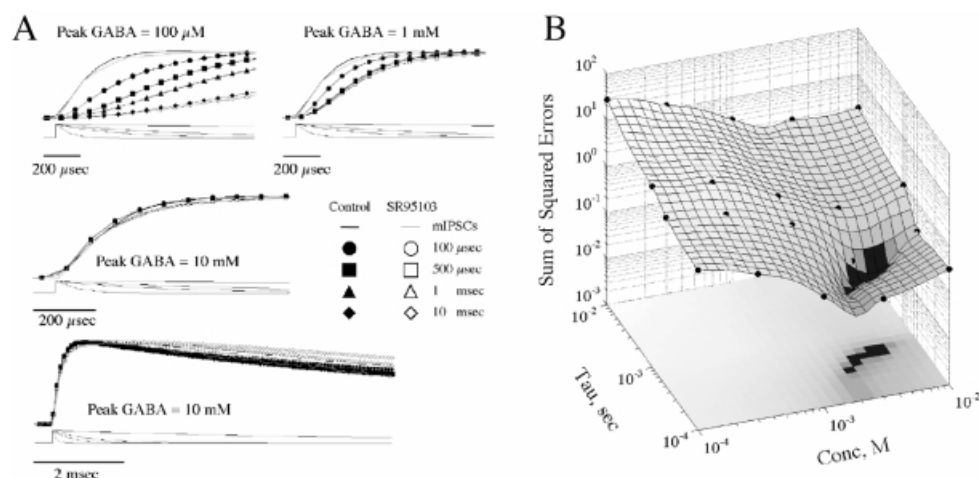 A
Peak GABA = 100 µM
Peak GABA = 1 mM
200 µsec
200 µsec
Peak GABA = 10 mM
200 µsec
Control SR95103
mIPSCs
100 µsec
500 µsec
1 msec
10 msec
Peak GABA = 10 mM
2 msec
B
Sum of Squared Errors
10²
10¹
10⁰
10⁻¹
10⁻²
10⁻³
10⁻²
10⁻³
10⁻⁴
Tau, sec
10⁻⁴
10⁻³
10⁻²
Conc, M